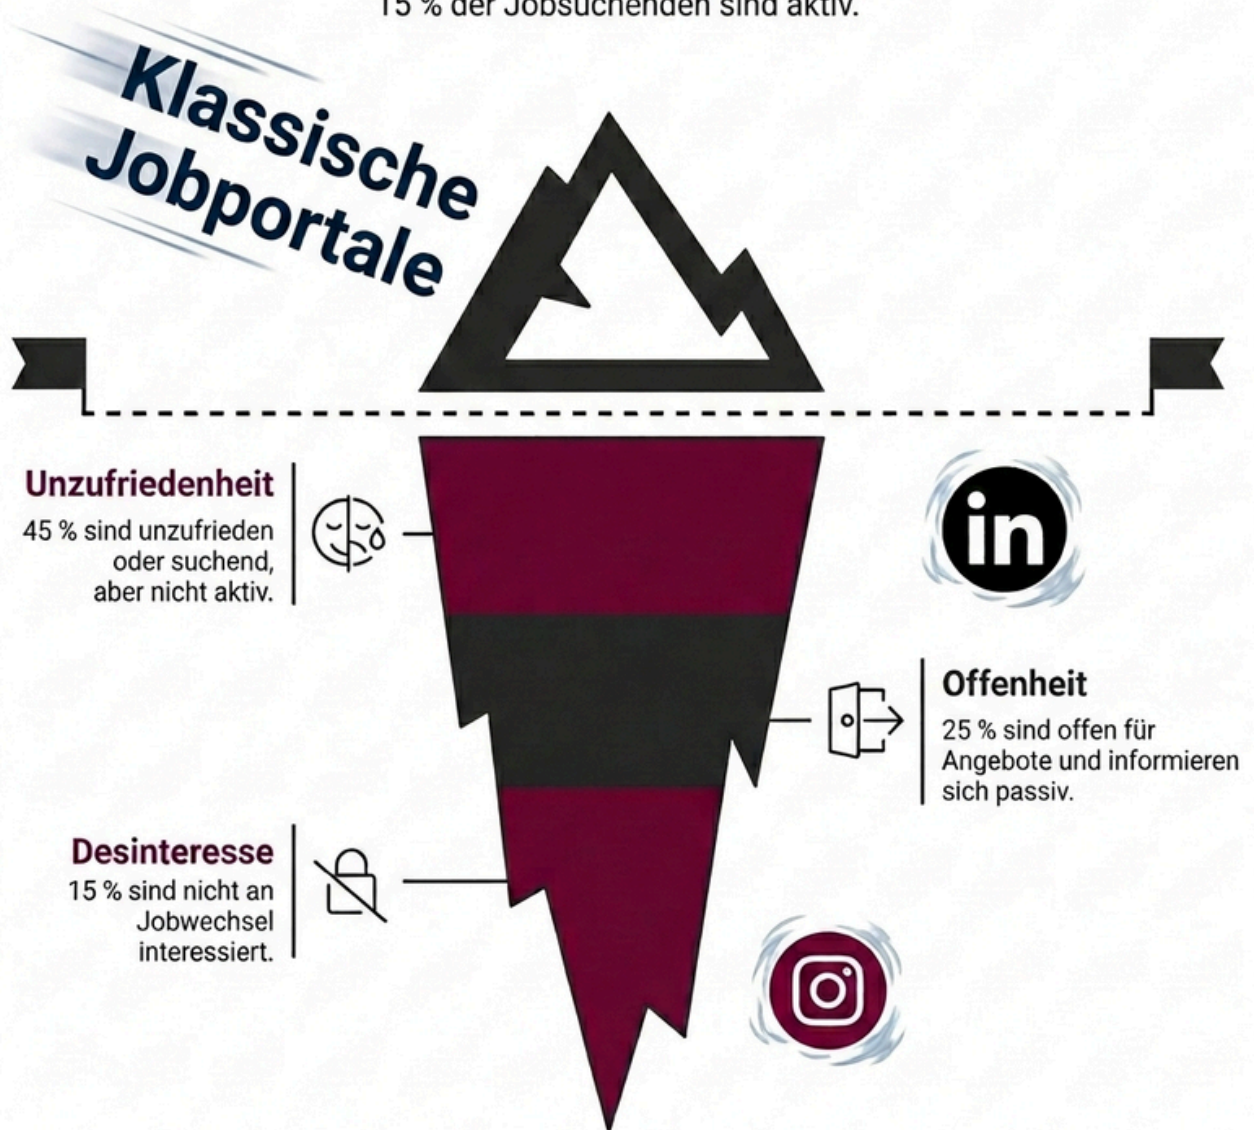 15 % der Jobsuchenden sind aktiv.
Klassische
Jobportale
Unzufriedenheit
45 % sind unzufrieden
oder suchend,
aber nicht aktiv.
in
Offenheit
25 % sind offen für
Angebote und informieren
sich passiv.
Desinteresse
15 % sind nicht an
Jobwechsel
interessiert.